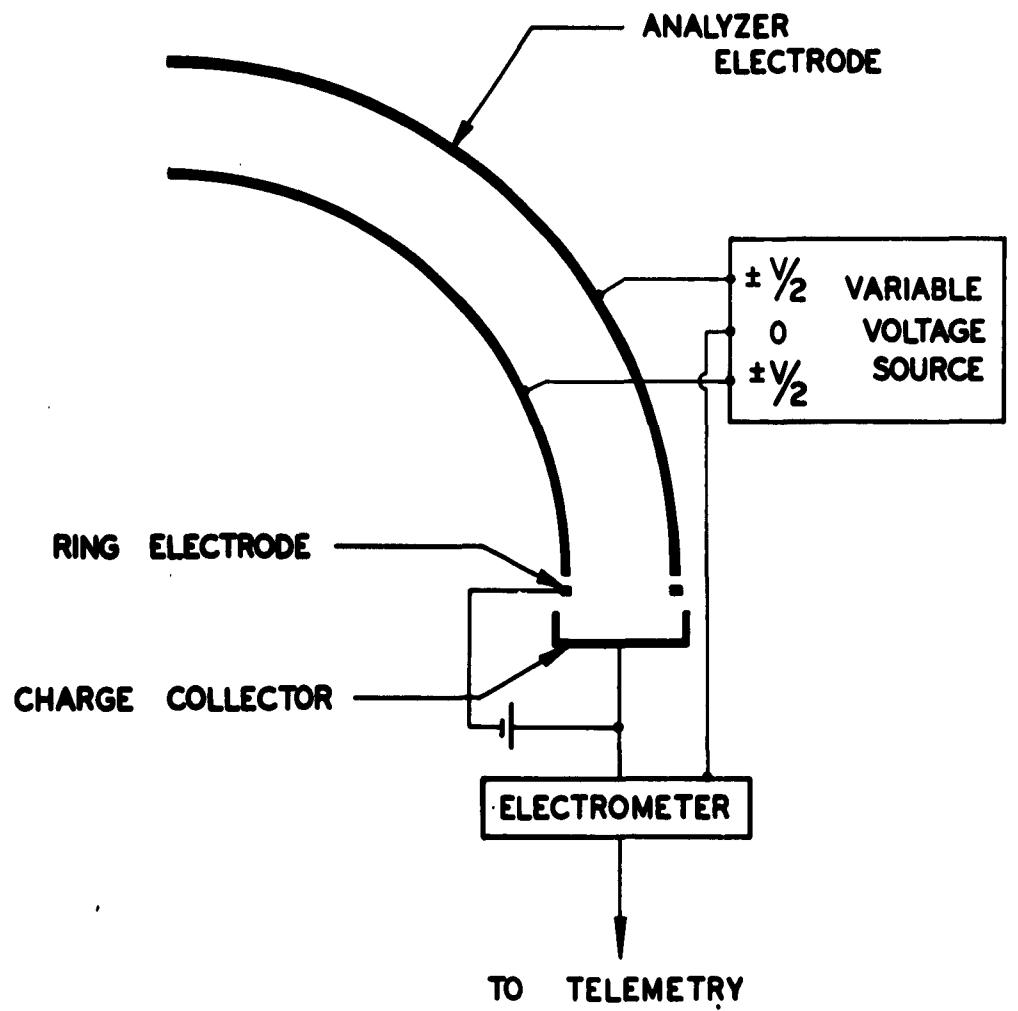 ANALYZER
ELECTRODE
± V/2 VARIABLE
0 VOLTAGE
± V/2 SOURCE
RING ELECTRODE
CHARGE COLLECTOR
ELECTROMETER
TO TELEMETRY